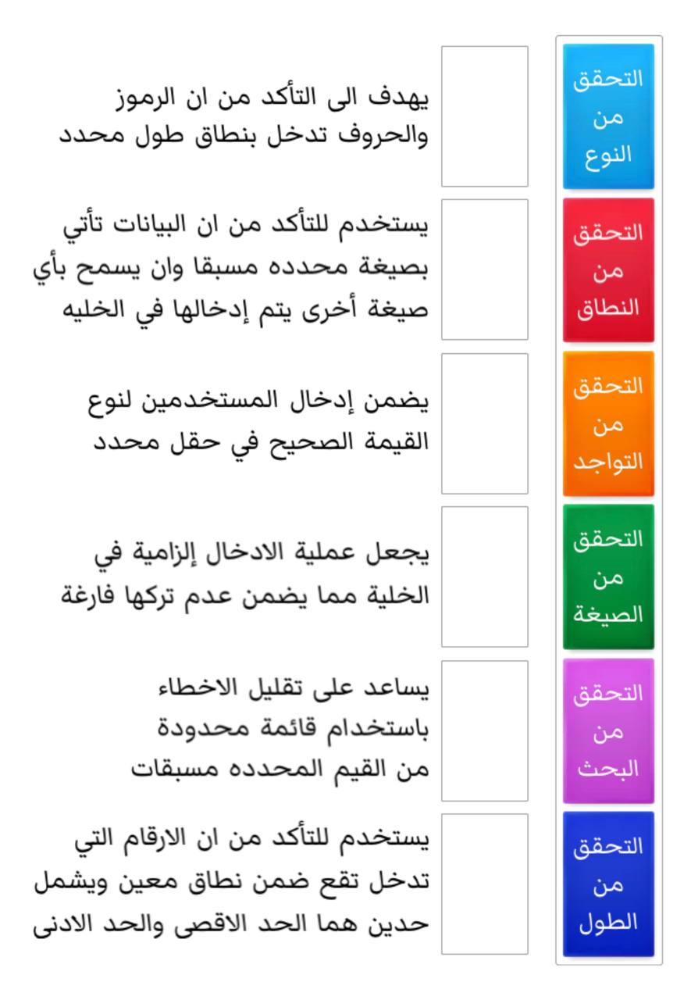 التحقق
من
النوع
التحقق
من
النطاق
التحقق
من
التواجد
التحقق
من
الصيغة
التحقق
من
البحث
التحقق
من
الطول
يهدف الى التأكد من ان الرموز
والحروف تدخل بنطاق طول محدد
يستخدم للتأكد من ان البيانات تأتي
بصيغة محدده مسبقا وان يسمح بأي
صيغة أخرى يتم إدخالها في الخليه
يضمن إدخال المستخدمين لنوع
القيمة الصحيح في حقل محدد
يجعل عملية الادخال إلزامية في
الخلية مما يضمن عدم تركها فارغة
يساعد على تقليل الاخطاء
باستخدام قائمة محدودة
من القيم المحدده مسبقات
يستخدم للتأكد من ان الارقام التي
تدخل تقع ضمن نطاق معين ويشمل
حدين هما الحد الاقصى والحد الادنى